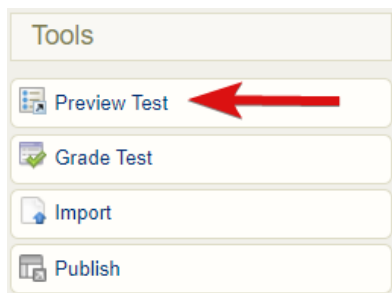 Tools
Preview Test
Grade Test
Import
Publish